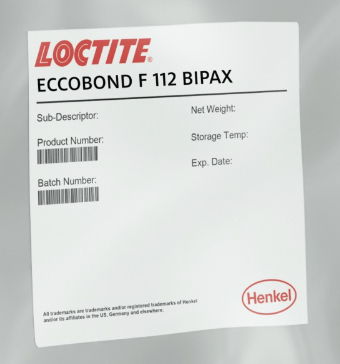 LOCTITE®
ECCOBOND F 112 BIPAX
Sub-Descriptor:
Net Weight:
Product Number:
Storage Temp:
Exp. Date:
Batch Number:
All trademarks are trademarks and/or registered trademarks of Henkel
and/or its affiliates in the US, Germany and elsewhere.
Henkel